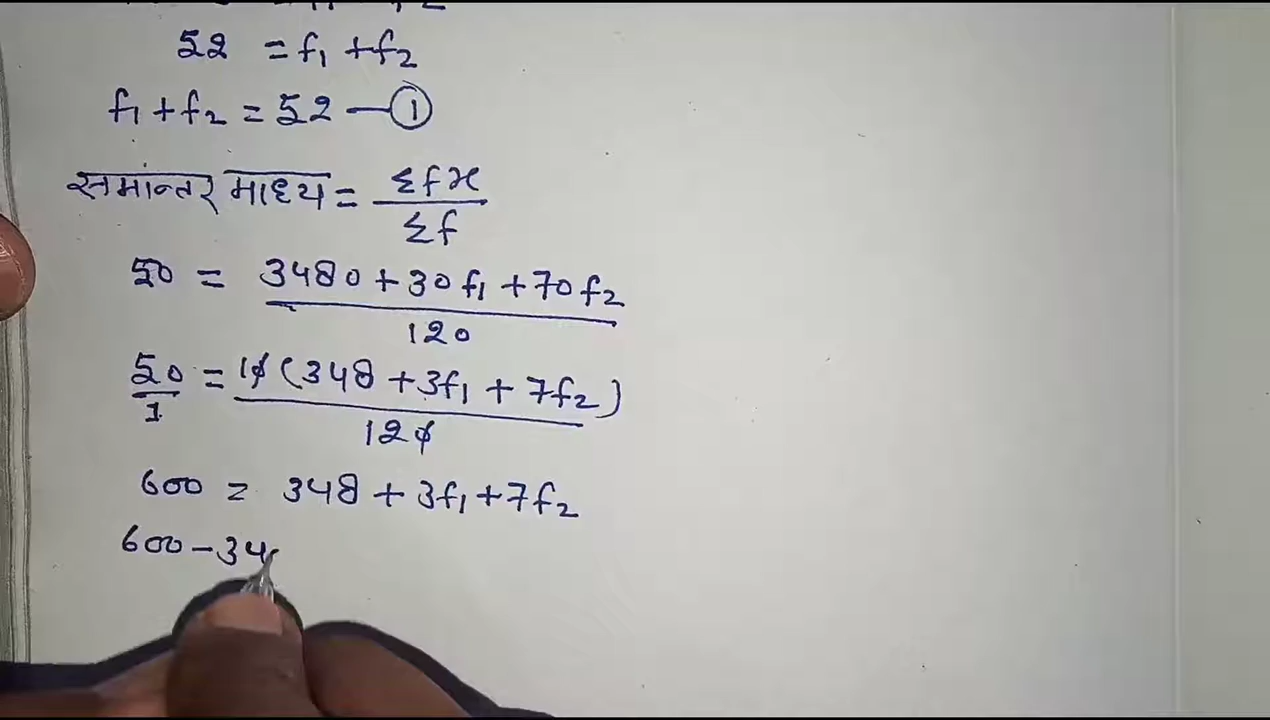 52 = f₁ + f₂
f₁ + f₂ = 52 — ①
समांन्तर माध्य = Σfx / Σf
50 = 3480 + 30f₁ + 70f₂ / 120
50/1 = 10(348 + 3f₁ + 7f₂) / 120
600 = 348 + 3f₁ + 7f₂
600 - 34